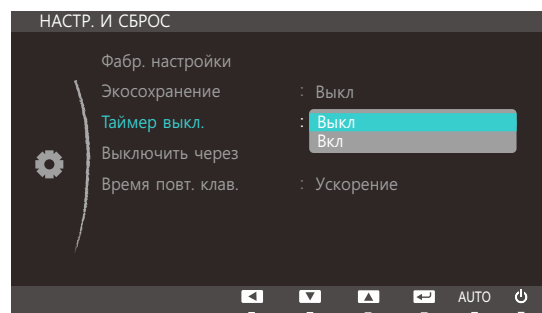 НАСТР. И СБРОС
Фабр. настройки
Экосохранение : Выкл
Таймер выкл. : Выкл
Вкл
Выключить через
Время повт. клав. : Ускорение
AUTO